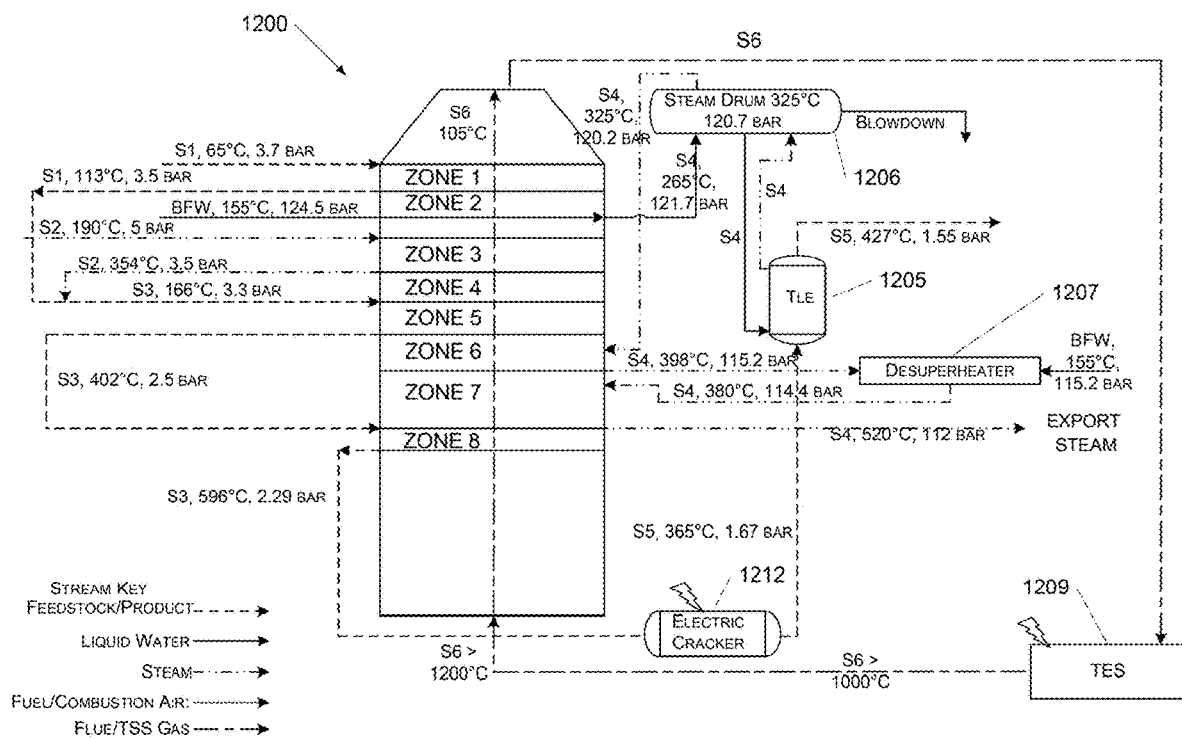 1200
S6
S6
105°C
S4,
325°C,
120.2 BAR
STEAM DRUM 325°C
120.7 BAR
BLOWDOWN
1206
S1, 65°C, 3.7 BAR
S1, 113°C, 3.5 BAR
ZONE 1
ZONE 2
BFW, 155°C, 124.5 BAR
S4,
265°C,
121.7 BAR
S4
S4
S2, 190°C, 5 BAR
ZONE 3
S5, 427°C, 1.55 BAR
S2, 354°C, 3.5 BAR
ZONE 4
S3, 166°C, 3.3 BAR
TLE
1205
ZONE 5
1207
ZONE 6
S4, 398°C, 115.2 BAR
DESUPERHEATER
BFW,
155°C,
115.2 BAR
S3, 402°C, 2.5 BAR
ZONE 7
S4, 380°C, 114.4 BAR
ZONE 8
S4, 520°C, 112 BAR
EXPORT
STEAM
S3, 596°C, 2.29 BAR
S5, 365°C, 1.67 BAR
1212
1209
ELECTRIC
CRACKER
S6 >
1200°C
S6 >
1000°C
TES
STREAM KEY
FEEDSTOCK/PRODUCT
LIQUID WATER
STEAM
FUEL/COMBUSTION AIR:
FLUE/TSS GAS